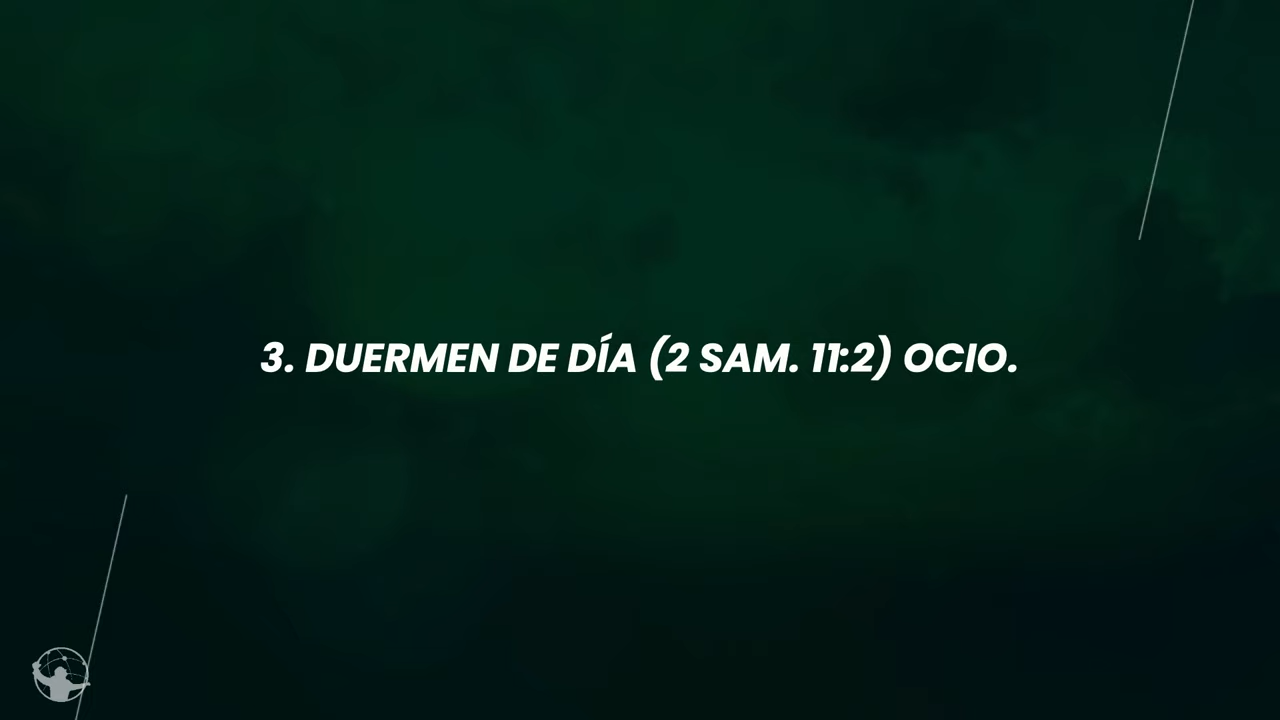 3. DUERMEN DE DÍA (2 SAM. 11:2) OCIO.